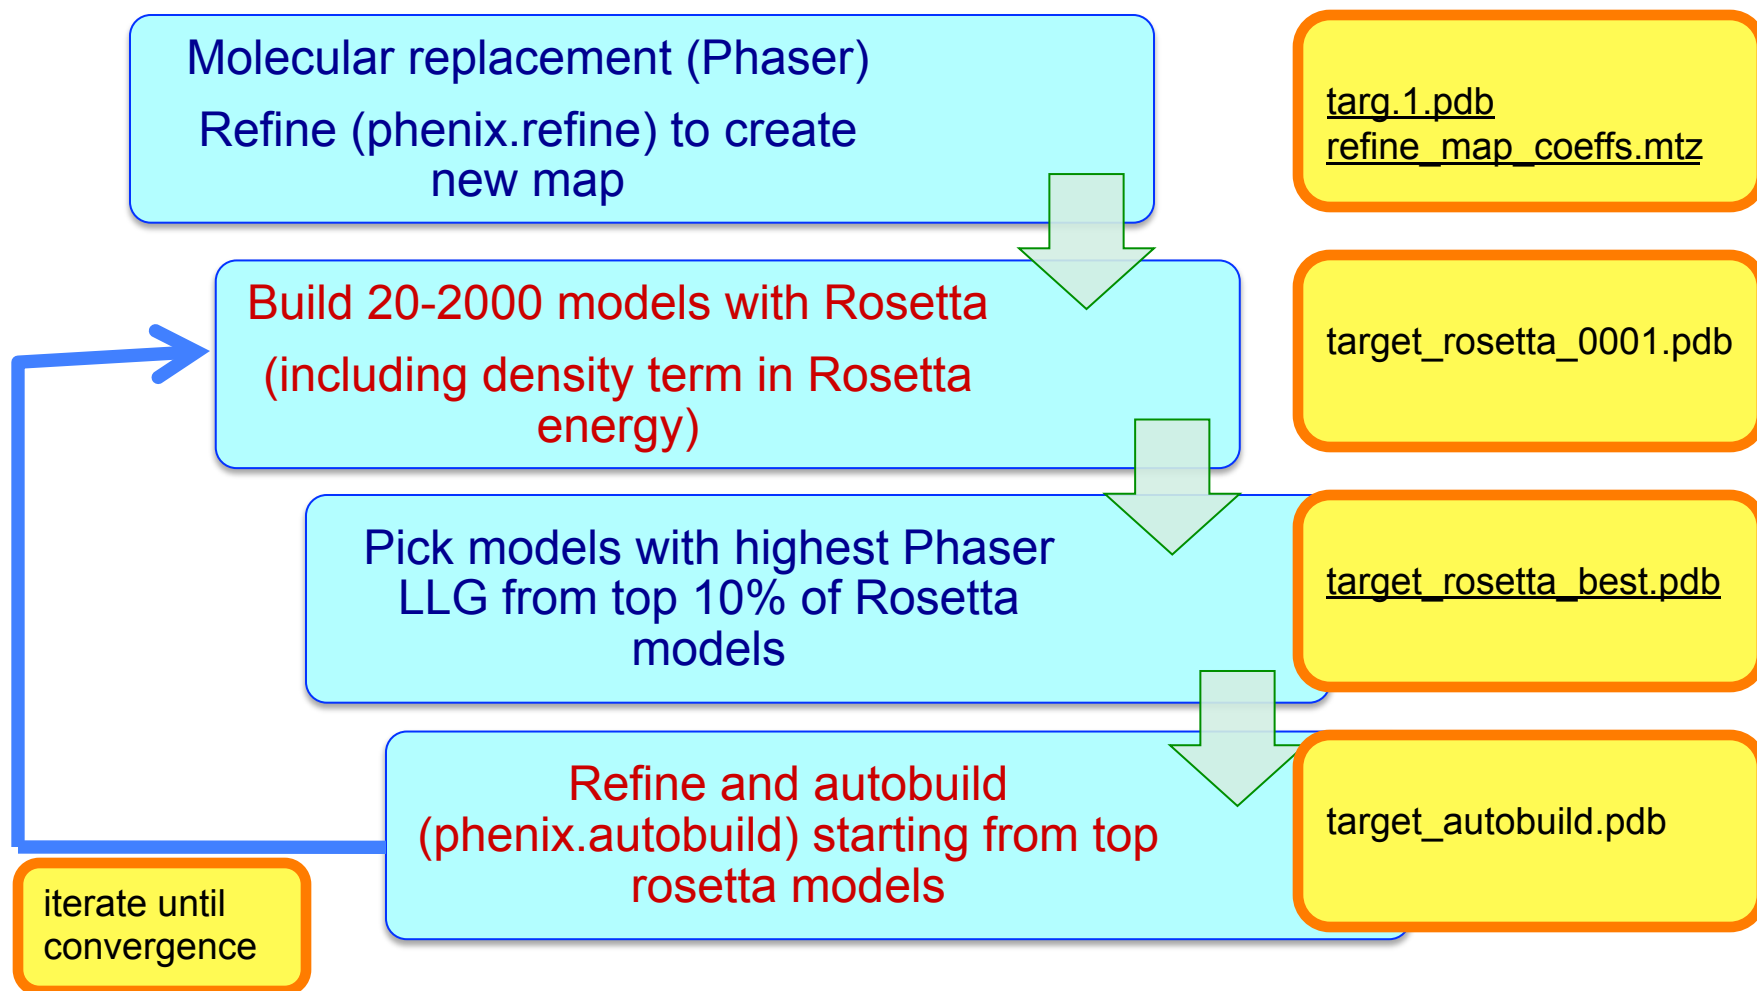 Molecular replacement (Phaser)
Refine (phenix.refine) to create
new map
targ.1.pdb
refine_map_coeffs.mtz
Build 20-2000 models with Rosetta
(including density term in Rosetta
energy)
target_rosetta_0001.pdb
Pick models with highest Phaser
LLG from top 10% of Rosetta
models
target_rosetta_best.pdb
Refine and autobuild
(phenix.autobuild) starting from top
rosetta models
target_autobuild.pdb
iterate until
convergence